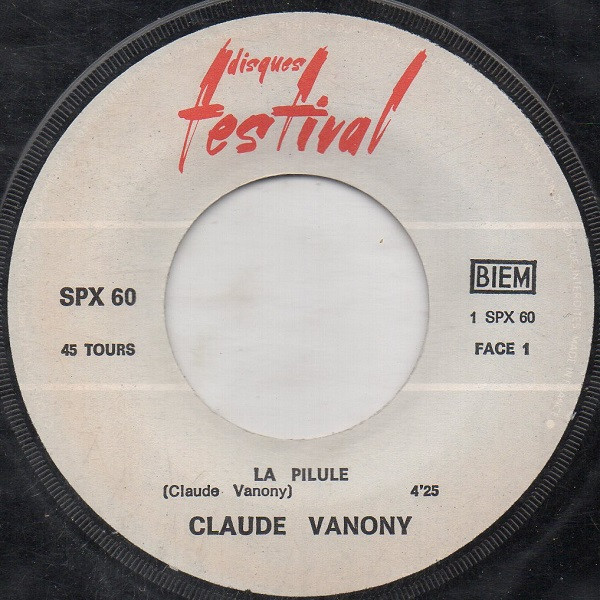 disques
festival
SPX 60
45 TOURS
BIEM
1 SPX 60
FACE 1
LA PILULE
(Claude Vanony) 4'25
CLAUDE VANONY